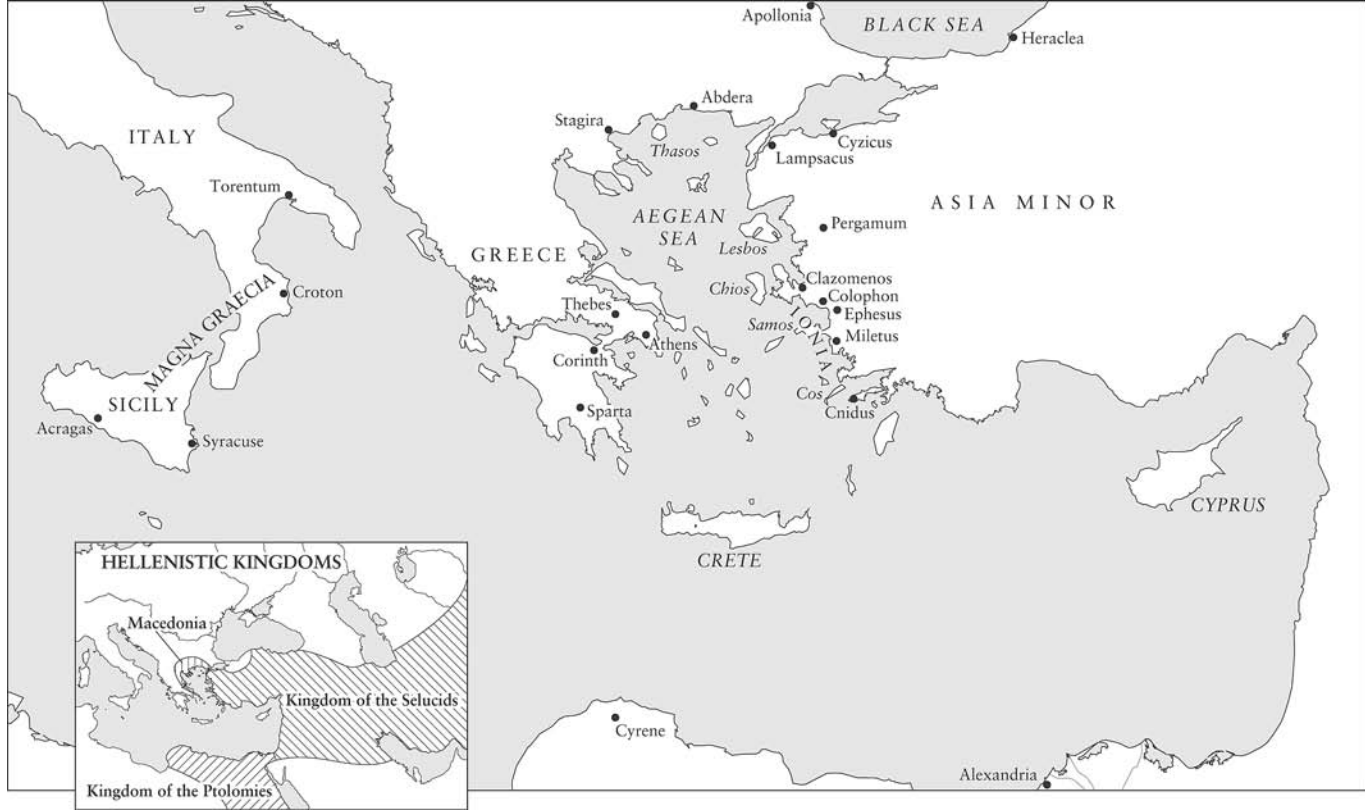 Apollonia
BLACK SEA
Heraclea
Abdera
Stagira
ITALY
Thasos
Cyzicus
Lampsacus
Torentum
ASIA MINOR
AEGEAN
SEA
Pergamum
Lesbos
GREECE
Clazomenos
Chios
Colophon
Croton
Thebes
Ephesus
Samos
IONIA
Miletus
MAGNA GRAECIA
Athens
Corinth
Cos
Cnidus
SICILY
Sparta
Acragas
Syracuse
CYPRUS
CRETE
HELLENISTIC KINGDOMS
Macedonia
Kingdom of the Selucids
Cyrene
Alexandria
Kingdom of the Ptolomies